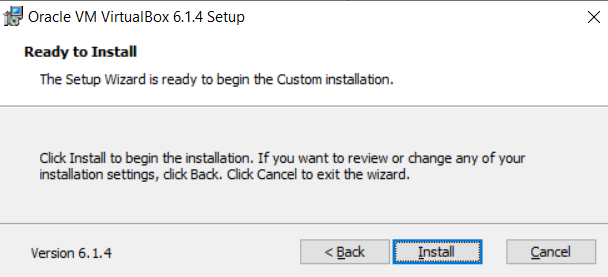 Oracle VM VirtualBox 6.1.4 Setup
Ready to Install
The Setup Wizard is ready to begin the Custom installation.
Click Install to begin the installation. If you want to review or change any of your
installation settings, click Back. Click Cancel to exit the wizard.
Version 6.1.4
< Back
Install
Cancel